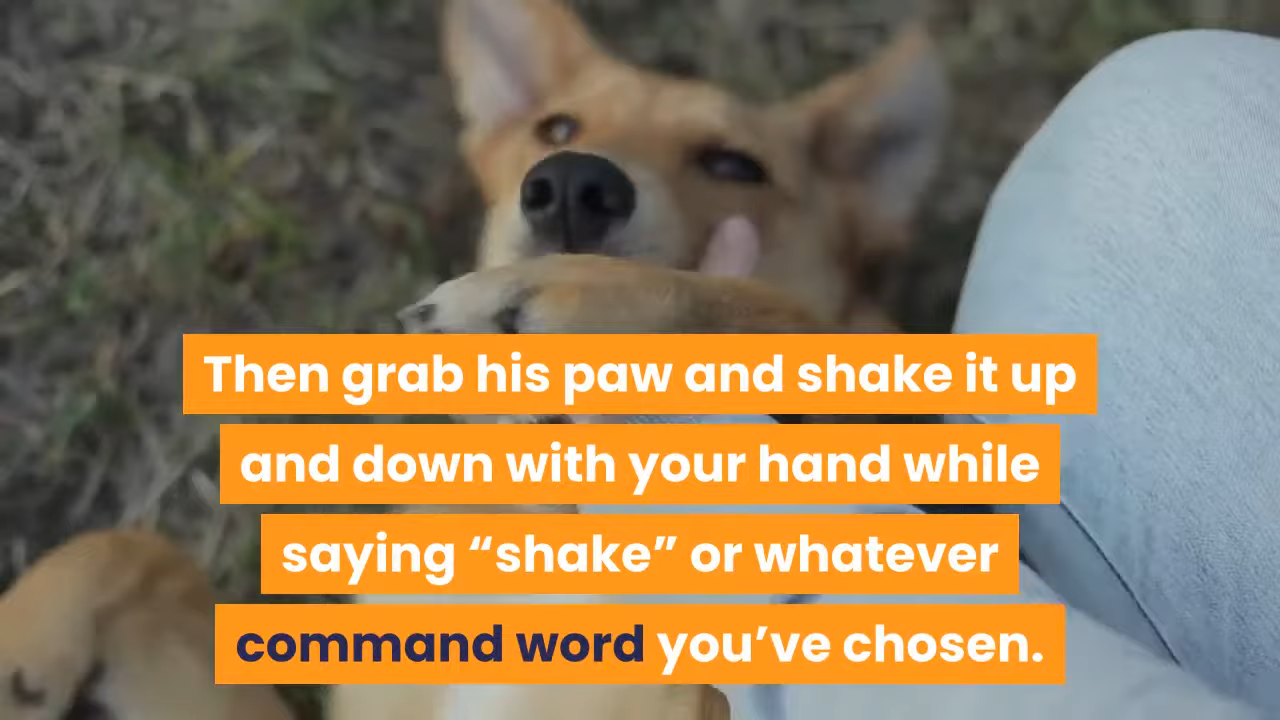 Then grab his paw and shake it up
and down with your hand while
saying “shake” or whatever
command word you’ve chosen.